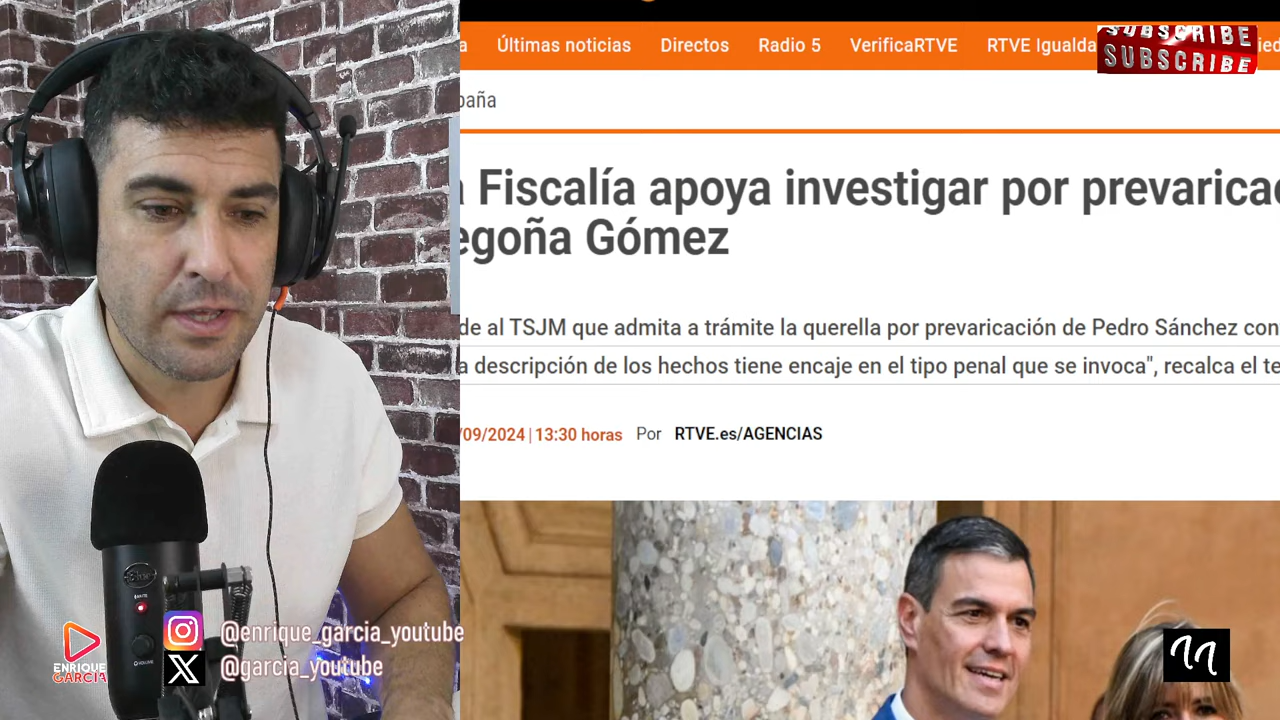 a Últimas noticias Directos Radio 5 VerificaRTVE RTVE Iguald
SUBSCRIBE
SUBSCRIBE
paña
a Fiscalía apoya investigar por prevaricac
egoña Gómez
de al TSJM que admita a trámite la querella por prevaricación de Pedro Sánchez con
a descripción de los hechos tiene encaje en el tipo penal que se invoca", recalca el te
/09/2024 | 13:30 horas Por RTVE.es/AGENCIAS
@enrique_garcia_youtube
@garcia_youtube
ENRIQUE
GARCIA